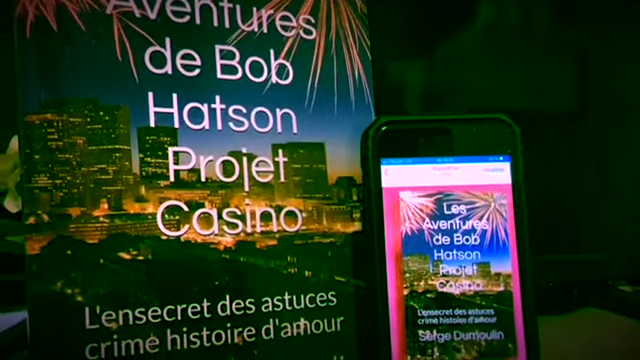 Aventures
de Bob
Hatson
Projet
Casino
L'ensecret des astuces
crime histoire d'amour
Les
Aventures
de Bob
Hatson
Projet
Casino
L'ensecret des astuces
crime histoire d'amour
Serge Dumoulin